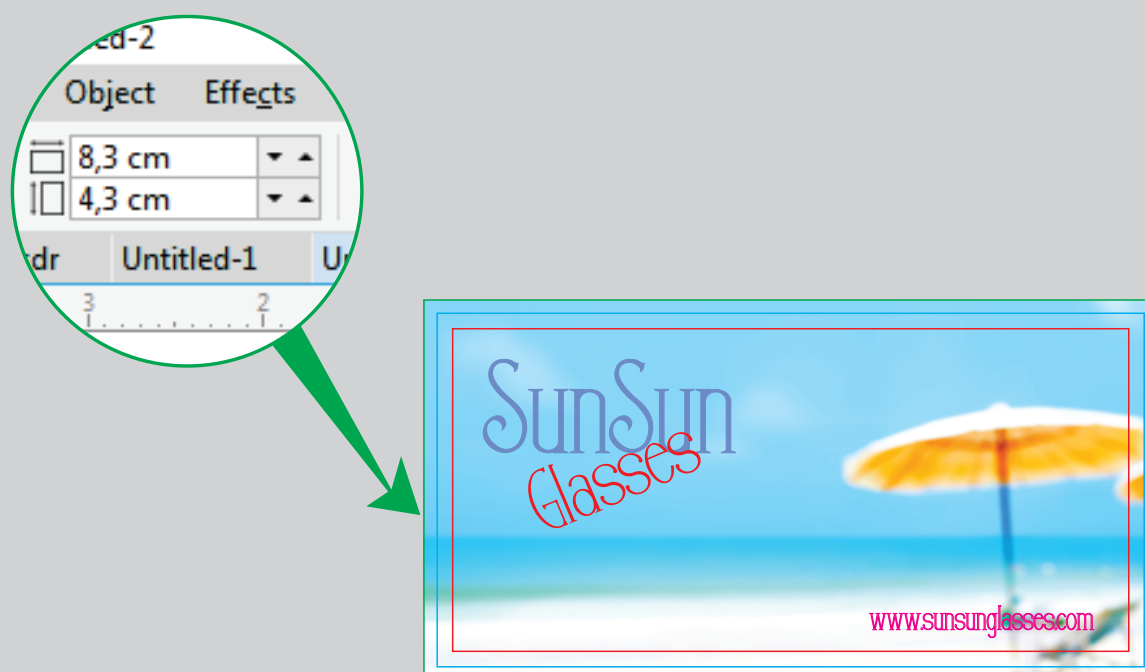 ed-2
Object Effects
8,3 cm
4,3 cm
dr Untitled-1 Un
3 2
SunSun
Glasses
www.sunsunglasses.com